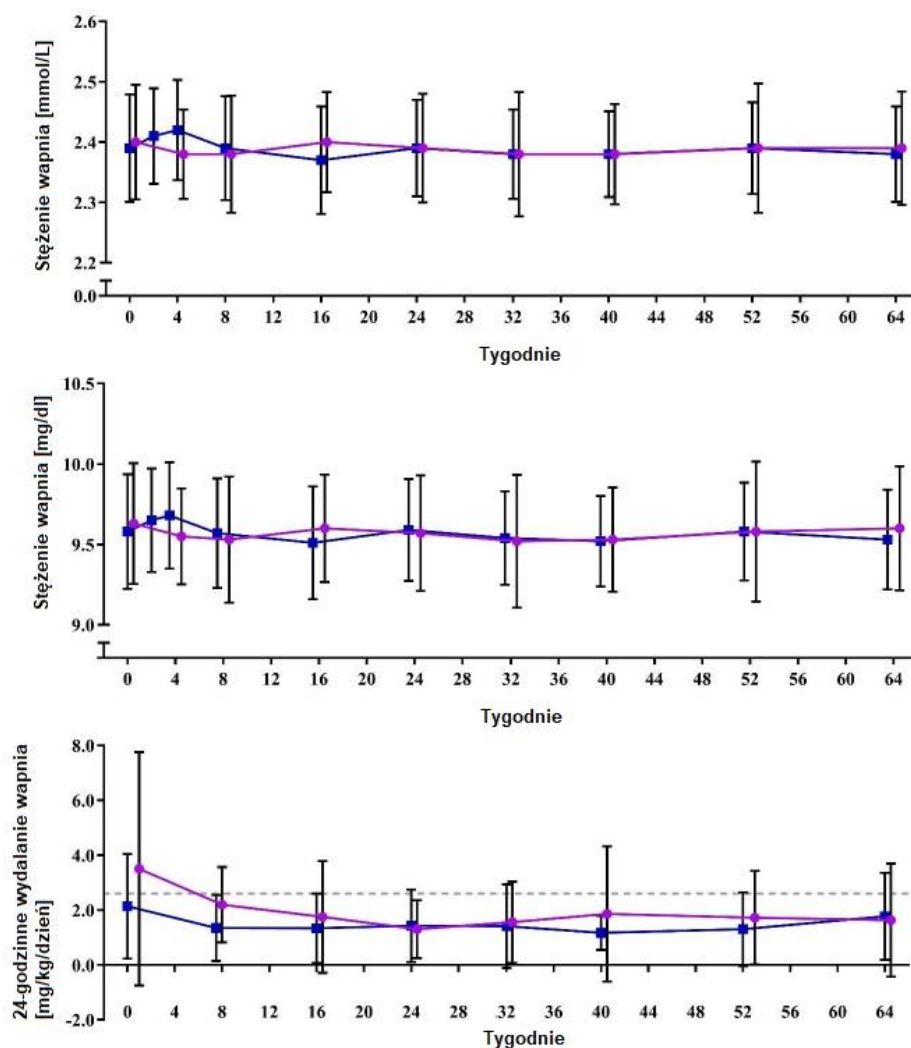 Stężenie wapnia [mmol/L]
2.6
2.5
2.4
2.3
2.2
0.0
0 4 8 12 16 20 24 28 32 36 40 44 48 52 56 60 64
Tygodnie
Stężenie wapnia [mg/dl]
10.5
10.0
9.5
9.0
0 4 8 12 16 20 24 28 32 36 40 44 48 52 56 60 64
Tygodnie
24-godzinne wydalanie wapnia
[mg/kg/dzień]
8.0
6.0
4.0
2.0
0.0
-2.0
0 4 8 12 16 20 24 28 32 36 40 44 48 52 56 60 64
Tygodnie